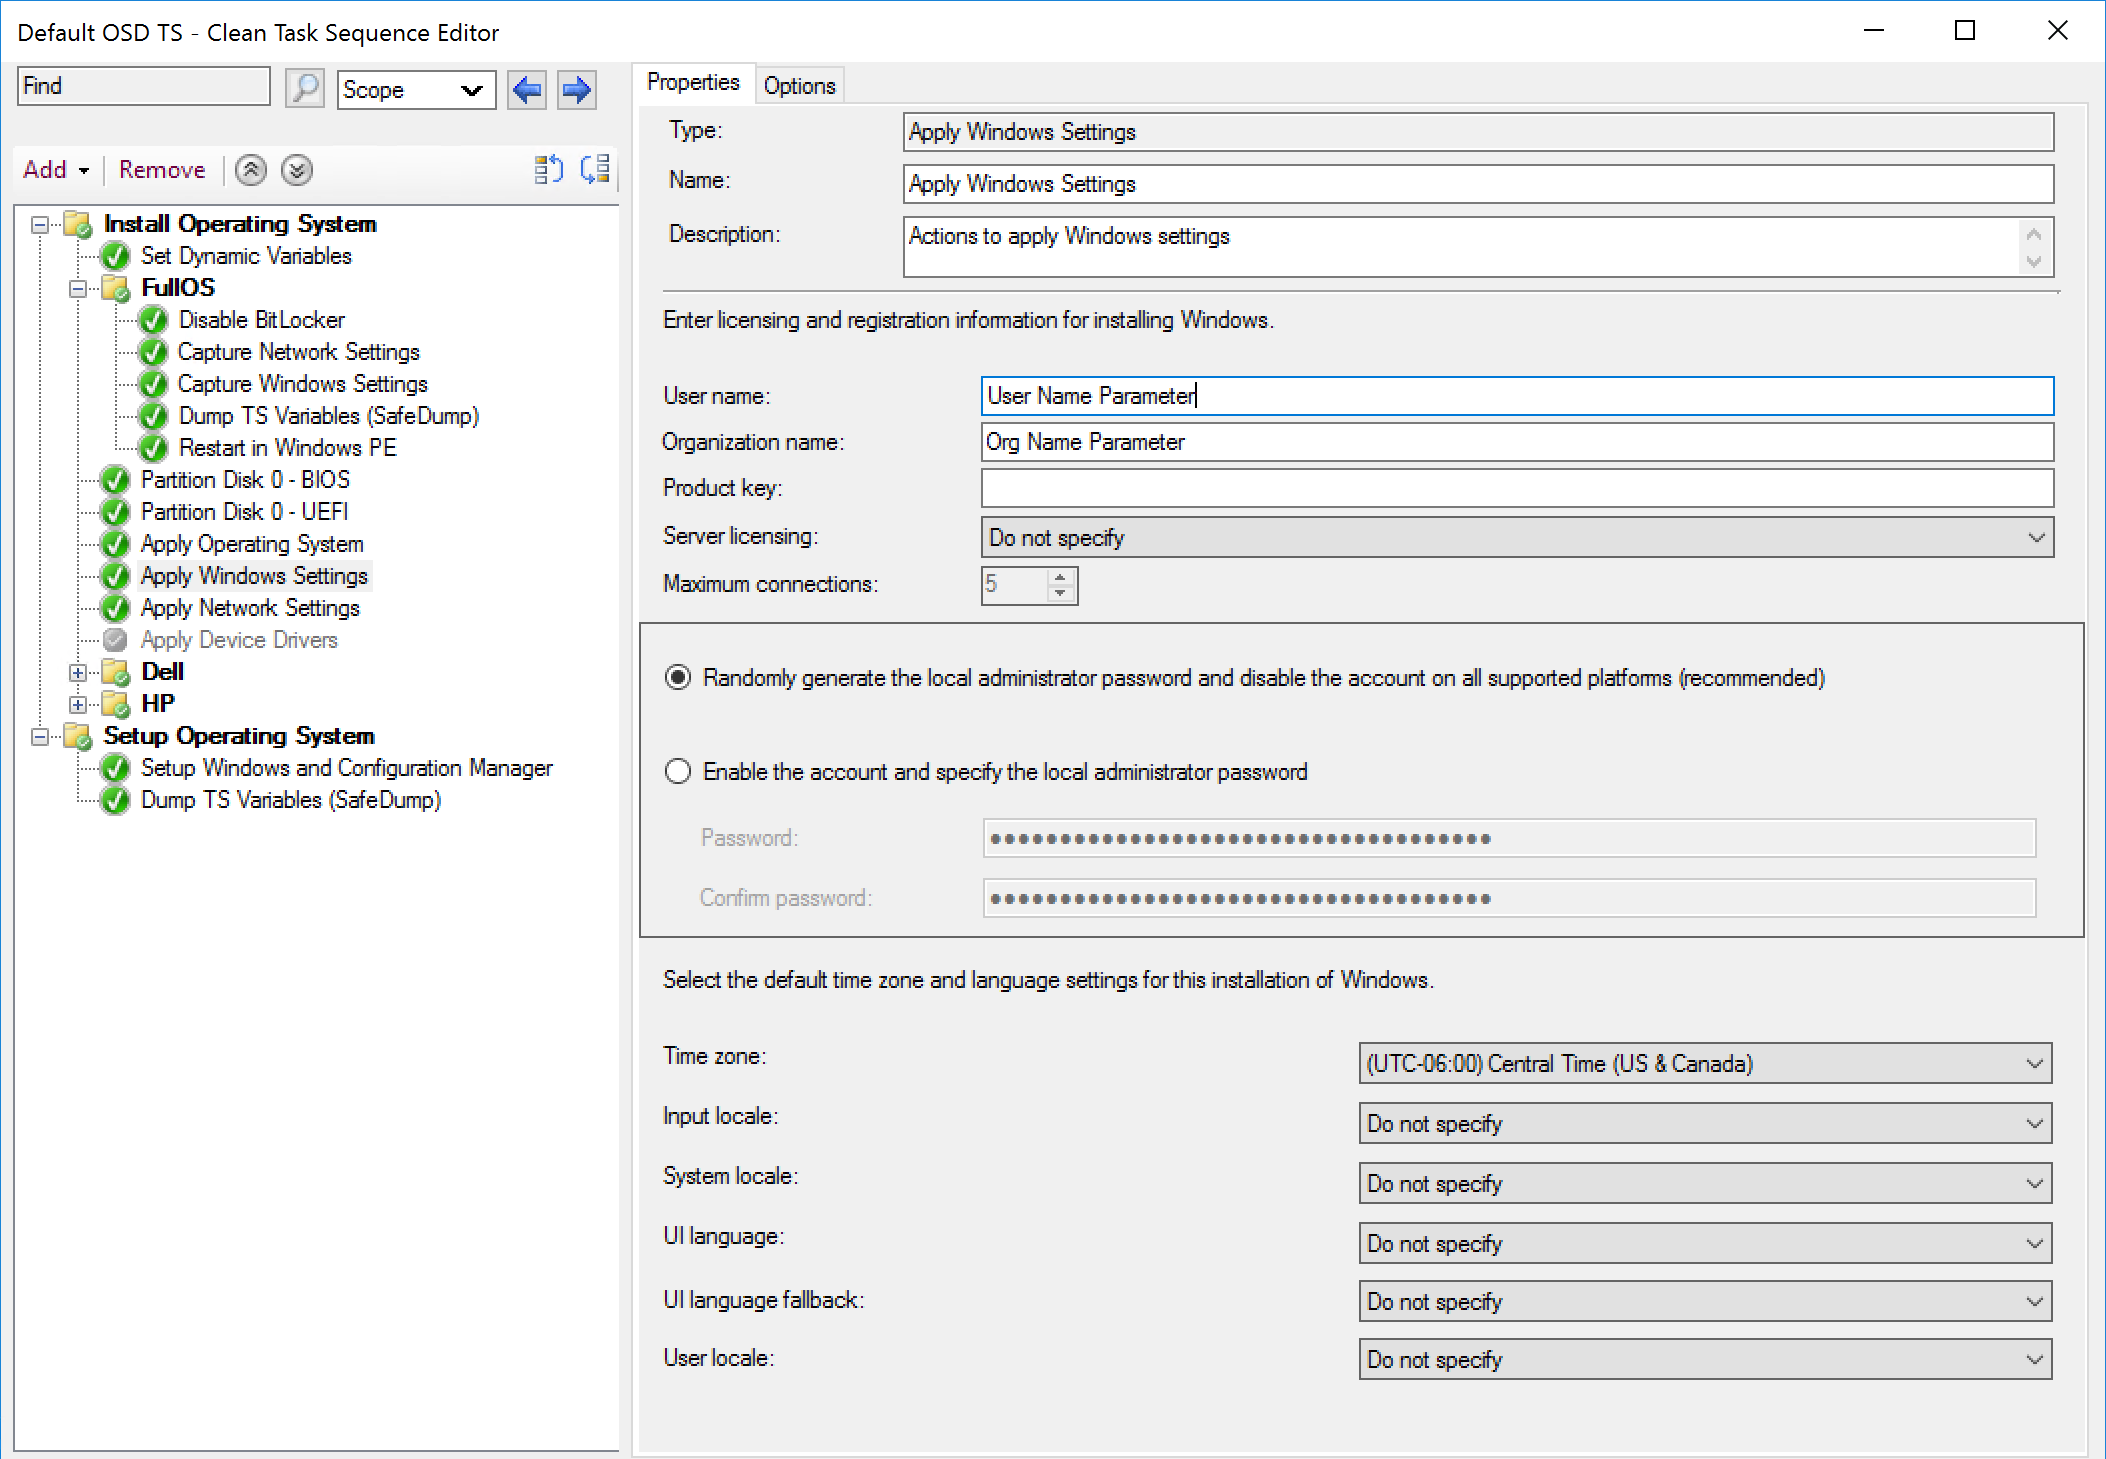 Default OSD TS - Clean Task Sequence Editor
Find
Scope
Add
Remove
Install Operating System
Set Dynamic Variables
FullOS
Disable BitLocker
Capture Network Settings
Capture Windows Settings
Dump TS Variables (SafeDump)
Restart in Windows PE
Partition Disk 0 - BIOS
Partition Disk 0 - UEFI
Apply Operating System
Apply Windows Settings
Apply Network Settings
Apply Device Drivers
Dell
HP
Setup Operating System
Setup Windows and Configuration Manager
Dump TS Variables (SafeDump)
Properties
Options
Type: Apply Windows Settings
Name: Apply Windows Settings
Description: Actions to apply Windows settings
Enter licensing and registration information for installing Windows.
User name: User Name Parameter
Organization name: Org Name Parameter
Product key:
Server licensing: Do not specify
Maximum connections: 5
Randomly generate the local administrator password and disable the account on all supported platforms (recommended)
Enable the account and specify the local administrator password
Password: ••••••••••••••••••••••••••••••••••••
Confirm password: ••••••••••••••••••••••••••••••••••••
Select the default time zone and language settings for this installation of Windows.
Time zone: (UTC-06:00) Central Time (US & Canada)
Input locale: Do not specify
System locale: Do not specify
UI language: Do not specify
UI language fallback: Do not specify
User locale: Do not specify